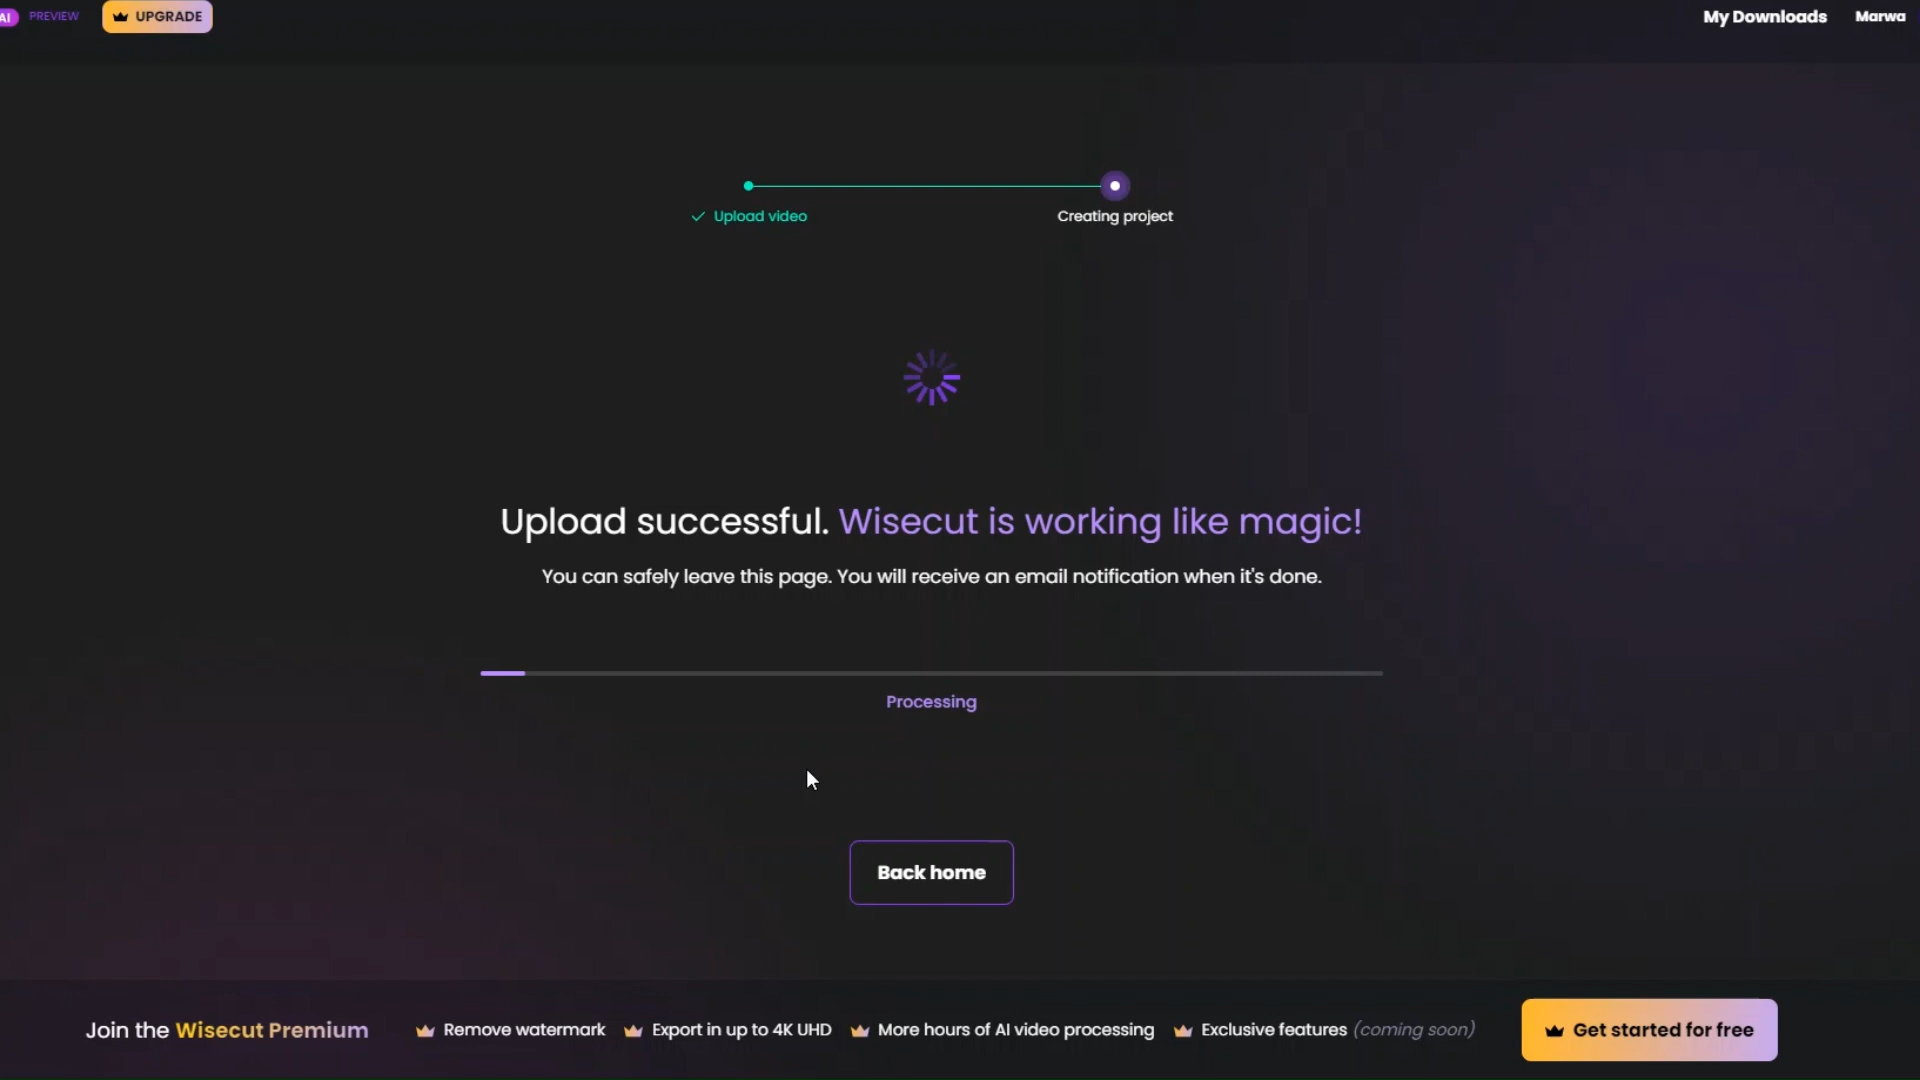 AI PREVIEW UPGRADE My Downloads Marwa
Upload video Creating project
Upload successful. Wisecut is working like magic!
You can safely leave this page. You will receive an email notification when it's done.
Processing
Back home
Join the Wisecut Premium Remove watermark Export in up to 4K UHD More hours of AI video processing Exclusive features (coming soon) Get started for free